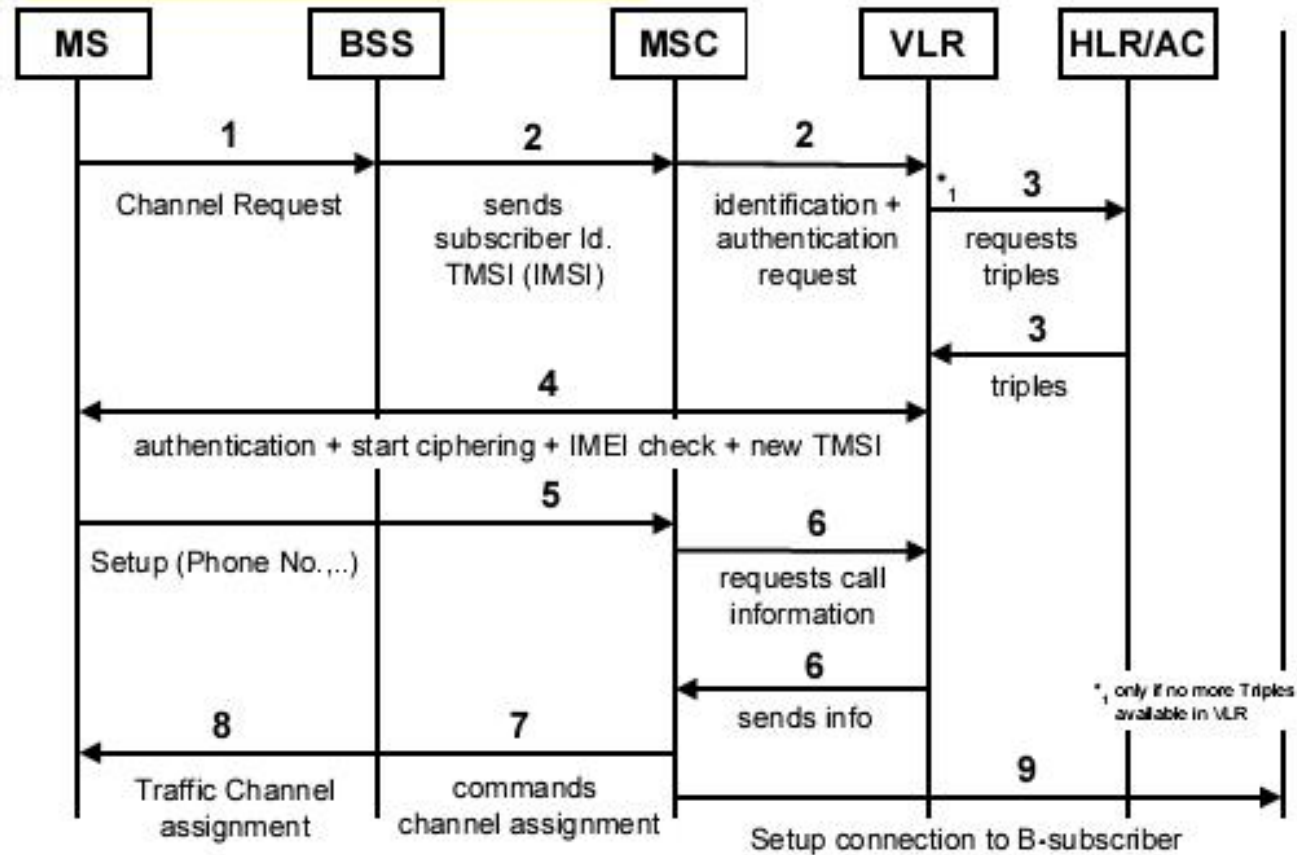 MS BSS MSC VLR HLR/AC
1 2 2
*1 3
Channel Request
sends
subscriber Id.
TMSI (IMSI)
identification +
authentication
request
requests
triples
3
triples
4
authentication + start ciphering + IMEI check + new TMSI
5
Setup (Phone No.,..)
6
requests call
information
6
sends info
*1 only if no more Triples
available in VLR
8 7
Traffic Channel
assignment
commands
channel assignment
9
Setup connection to B-subscriber